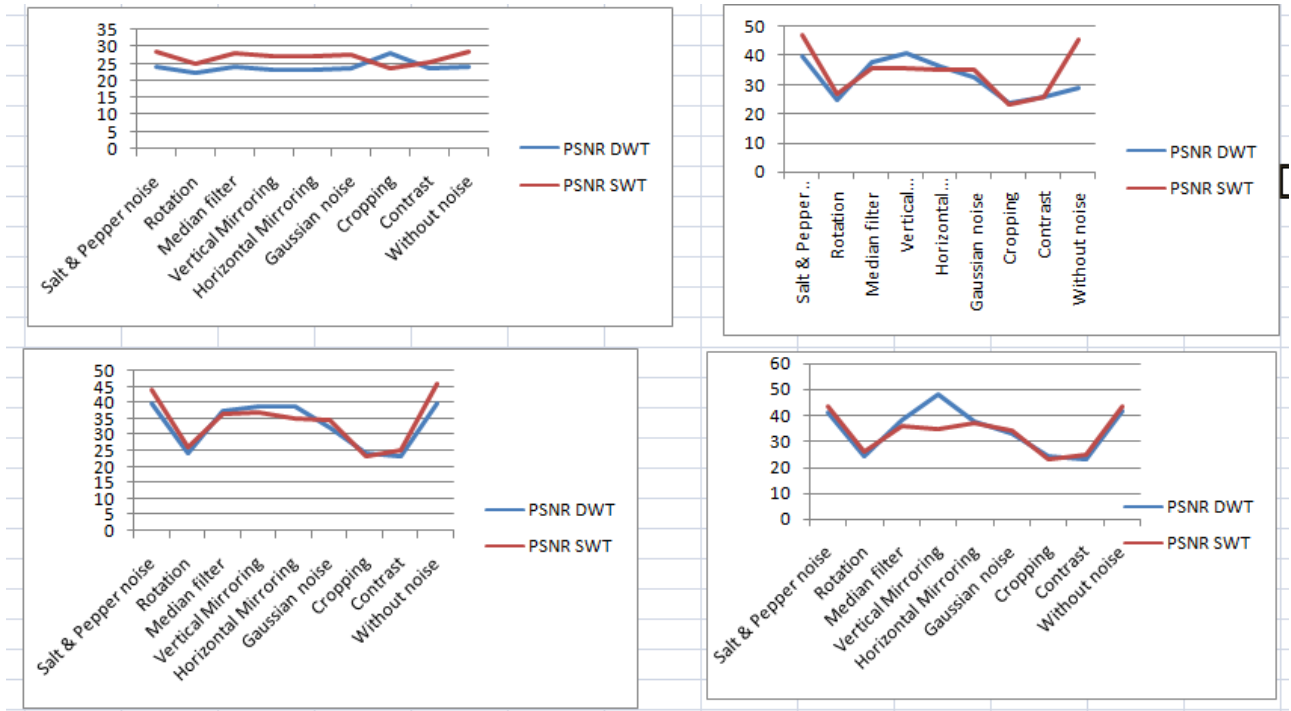 35
30
25
20
15
10
5
0
PSNR DWT
PSNR SWT
Salt & Pepper noise
Rotation
Median filter
Vertical Mirroring
Horizontal Mirroring
Gaussian noise
Cropping
Contrast
Without noise
50
40
30
20
10
0
PSNR DWT
PSNR SWT
Salt & Pepper ..
Rotation
Median filter
Vertical...
Horizontal...
Gaussian noise
Cropping
Contrast
Without noise
50
45
40
35
30
25
20
15
10
5
0
PSNR DWT
PSNR SWT
Salt & Pepper noise
Rotation
Median filter
Vertical Mirroring
Horizontal Mirroring
Gaussian noise
Cropping
Contrast
Without noise
60
50
40
30
20
10
0
PSNR DWT
PSNR SWT
Salt & Pepper noise
Rotation
Median filter
Vertical Mirroring
Horizontal Mirroring
Gaussian noise
Cropping
Contrast
Without noise